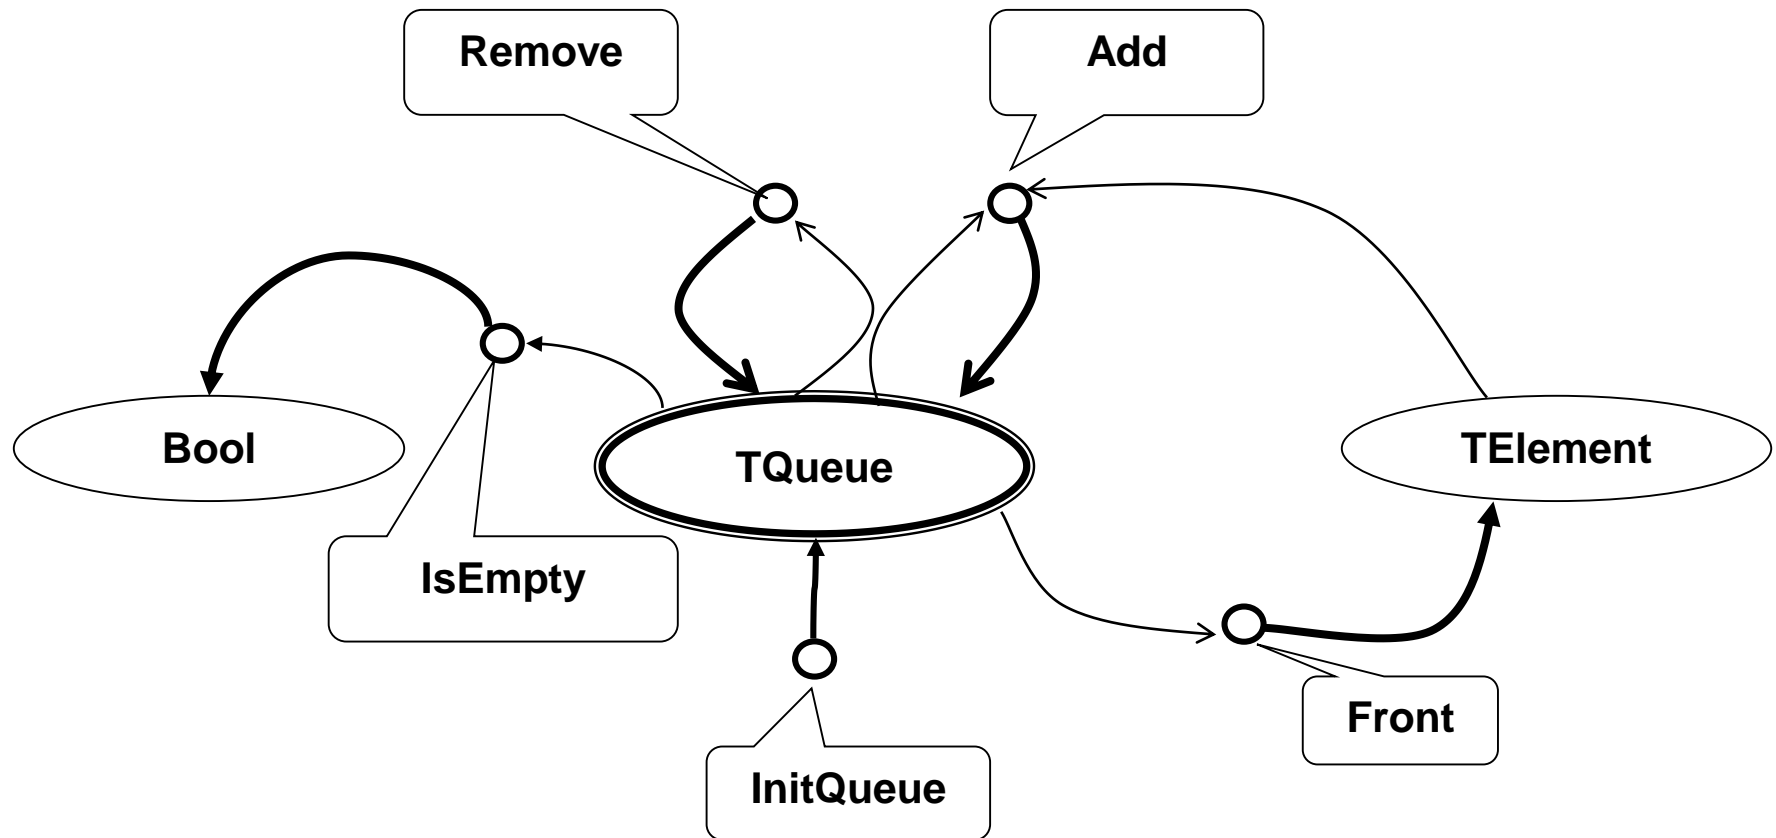 Remove
Add
Bool
TQueue
TElement
IsEmpty
Front
InitQueue